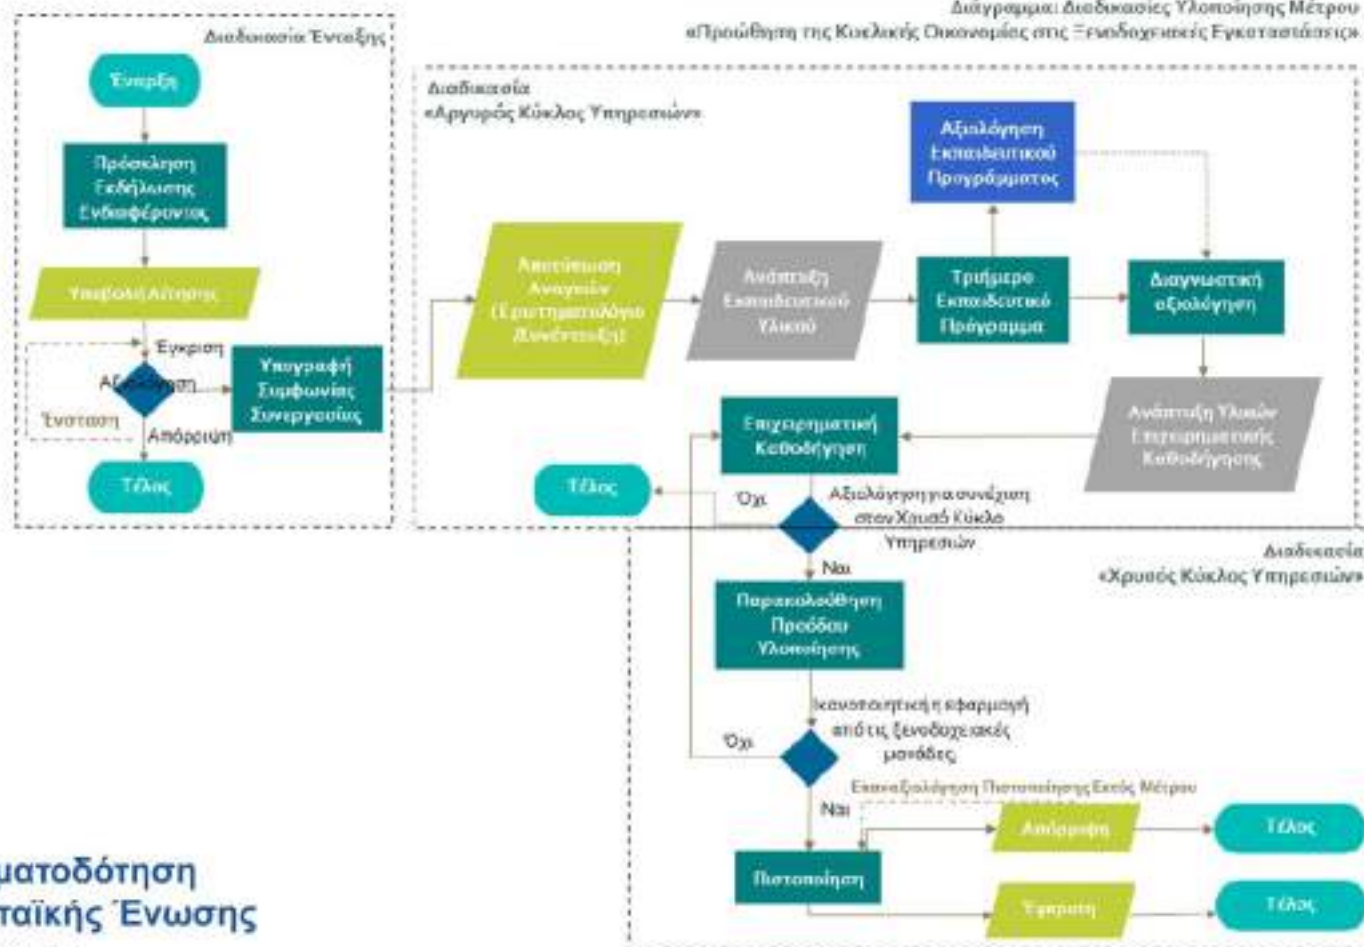 Διάγραμμα: Διαδικασίες Υλοποίησης Μέτρου
«Προώθηση της Κυκλικής Οικονομίας στις Ξενοδοχειακές Εγκαταστάσεις»
Διαδικασία Ένταξης
Έναρξη
Πρόσκληση
Εκδήλωσης
Ενδιαφέροντος
Υποβολή Αίτησης
Έγκριση
Αξιολόγηση
Ένσταση
Απόρριψη
Τέλος
Υπογραφή
Συμφωνίας
Συνεργασίας
Διαδικασία
«Αργυρός Κύκλος Υπηρεσιών»
Αποτύπωση
Αναγκών
(Ερωτηματολόγιο
/Συνέντευξη)
Ανάπτυξη
Εκπαιδευτικού
Υλικού
Αξιολόγηση
Εκπαιδευτικού
Προγράμματος
Τριήμερο
Εκπαιδευτικό
Πρόγραμμα
Διαγνωστική
αξιολόγηση
Ανάπτυξη Υλικών
Επιχειρηματικής
Καθοδήγησης
Επιχειρηματική
Καθοδήγηση
Τέλος
Όχι
Αξιολόγηση για συνέχιση
στον Χρυσό Κύκλο
Υπηρεσιών
Ναι
Διαδικασία
«Χρυσός Κύκλος Υπηρεσιών»
Παρακολούθηση
Προόδου
Υλοποίησης
Ικανοποιητική η εφαρμογή
από τις ξενοδοχειακές
μονάδες;
Όχι
Ναι
Επαναξιολόγηση Πιστοποίησης Εκτός Μέτρου
Απόρριψη
Τέλος
Πιστοποίηση
Έγκριση
Τέλος
ματοδότηση
ταϊκής Ένωσης